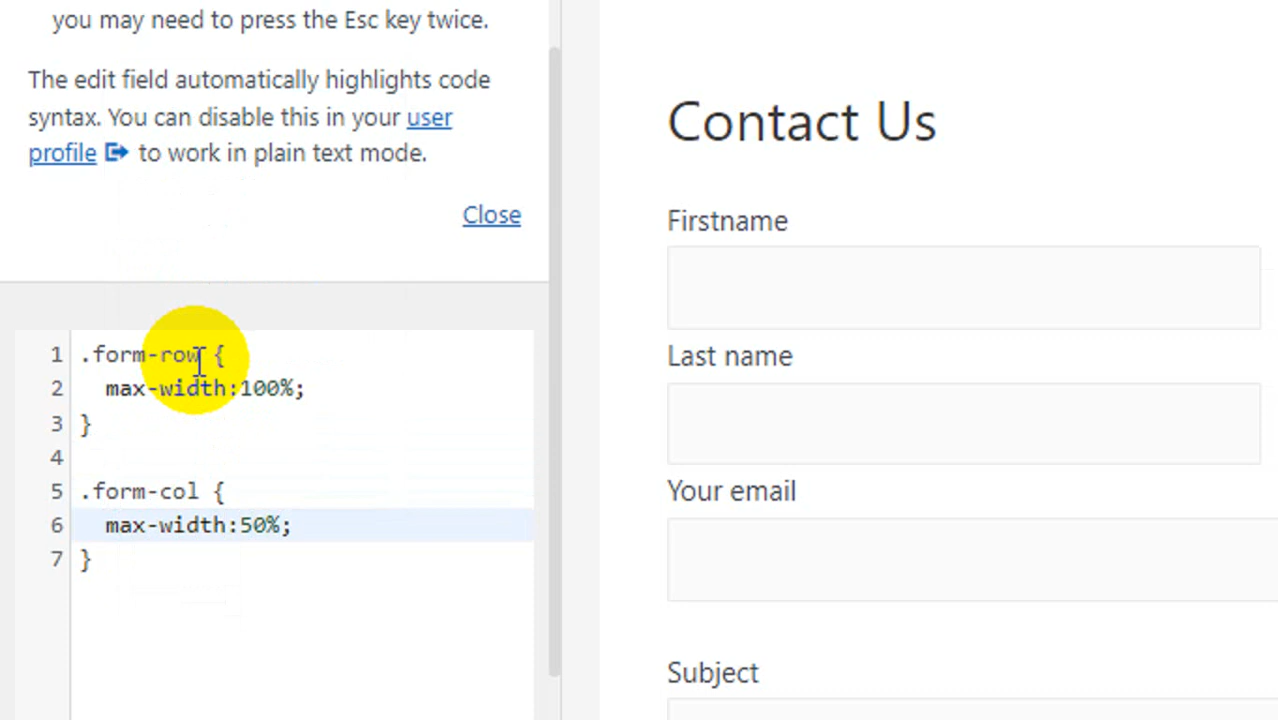 you may need to press the Esc key twice.
The edit field automatically highlights code
syntax. You can disable this in your user
profile to work in plain text mode.
Close
1 .form-row {
2 max-width:100%;
3 }
4
5 .form-col {
6 max-width:50%;
7 }
Contact Us
Firstname
Last name
Your email
Subject